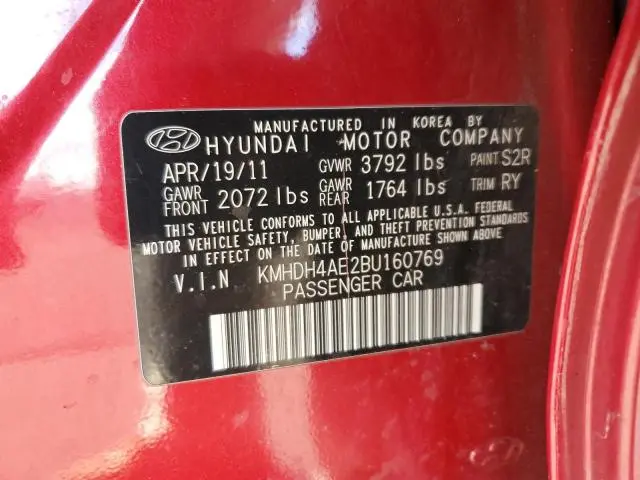 MANUFACTURED IN KOREA BY
HYUNDAI MOTOR COMPANY
APR/19/11 GVWR 3792 lbs PAINT S2R
GAWR FRONT 2072 lbs GAWR REAR 1764 lbs TRIM RY
THIS VEHICLE CONFORMS TO ALL APPLICABLE U.S.A. FEDERAL
MOTOR VEHICLE SAFETY, BUMPER, AND THEFT PREVENTION
STANDARDS IN EFFECT ON THE DATE OF MANUFACTURE SHOWN ABOVE
V.I.N KMHDH4AE2BU160769
PASSENGER CAR